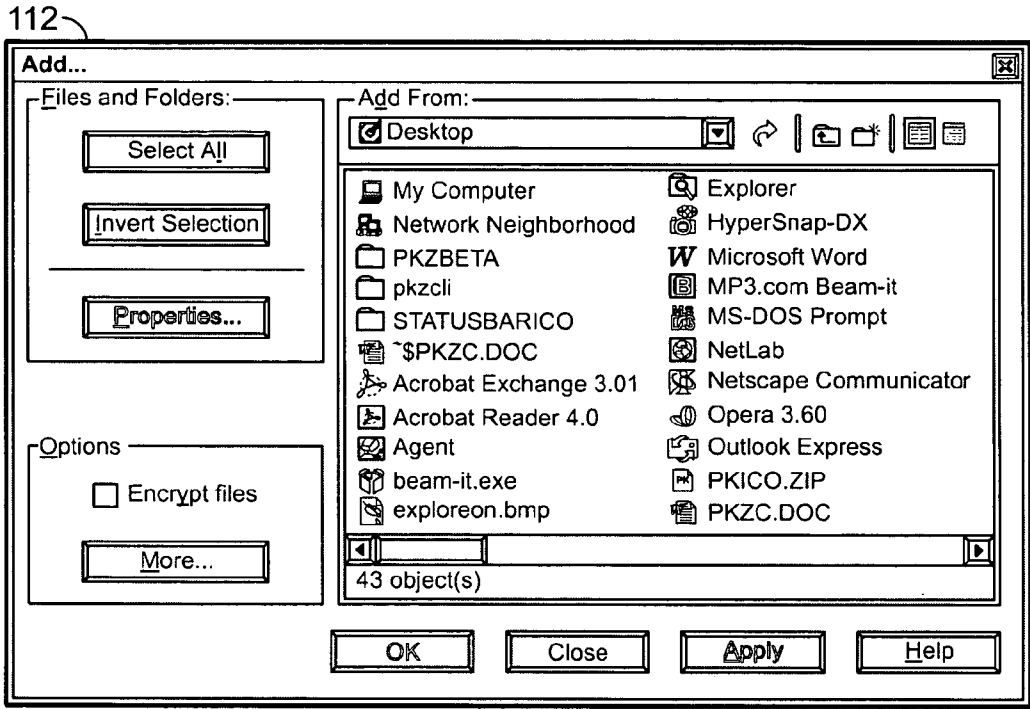 112
Add...
Files and Folders:
Select All
Invert Selection
Properties...
Options
Encrypt files
More...
Add From:
Desktop
My Computer
Network Neighborhood
PKZBETA
pkzcli
STATUSBARICO
~$PKZC.DOC
Acrobat Exchange 3.01
Acrobat Reader 4.0
Agent
beam-it.exe
exploreon.bmp
Explorer
HyperSnap-DX
W Microsoft Word
B MP3.com Beam-it
MS-DOS Prompt
NetLab
Netscape Communicator
Opera 3.60
Outlook Express
PK PKICO.ZIP
PKZC.DOC
43 object(s)
OK
Close
Apply
Help